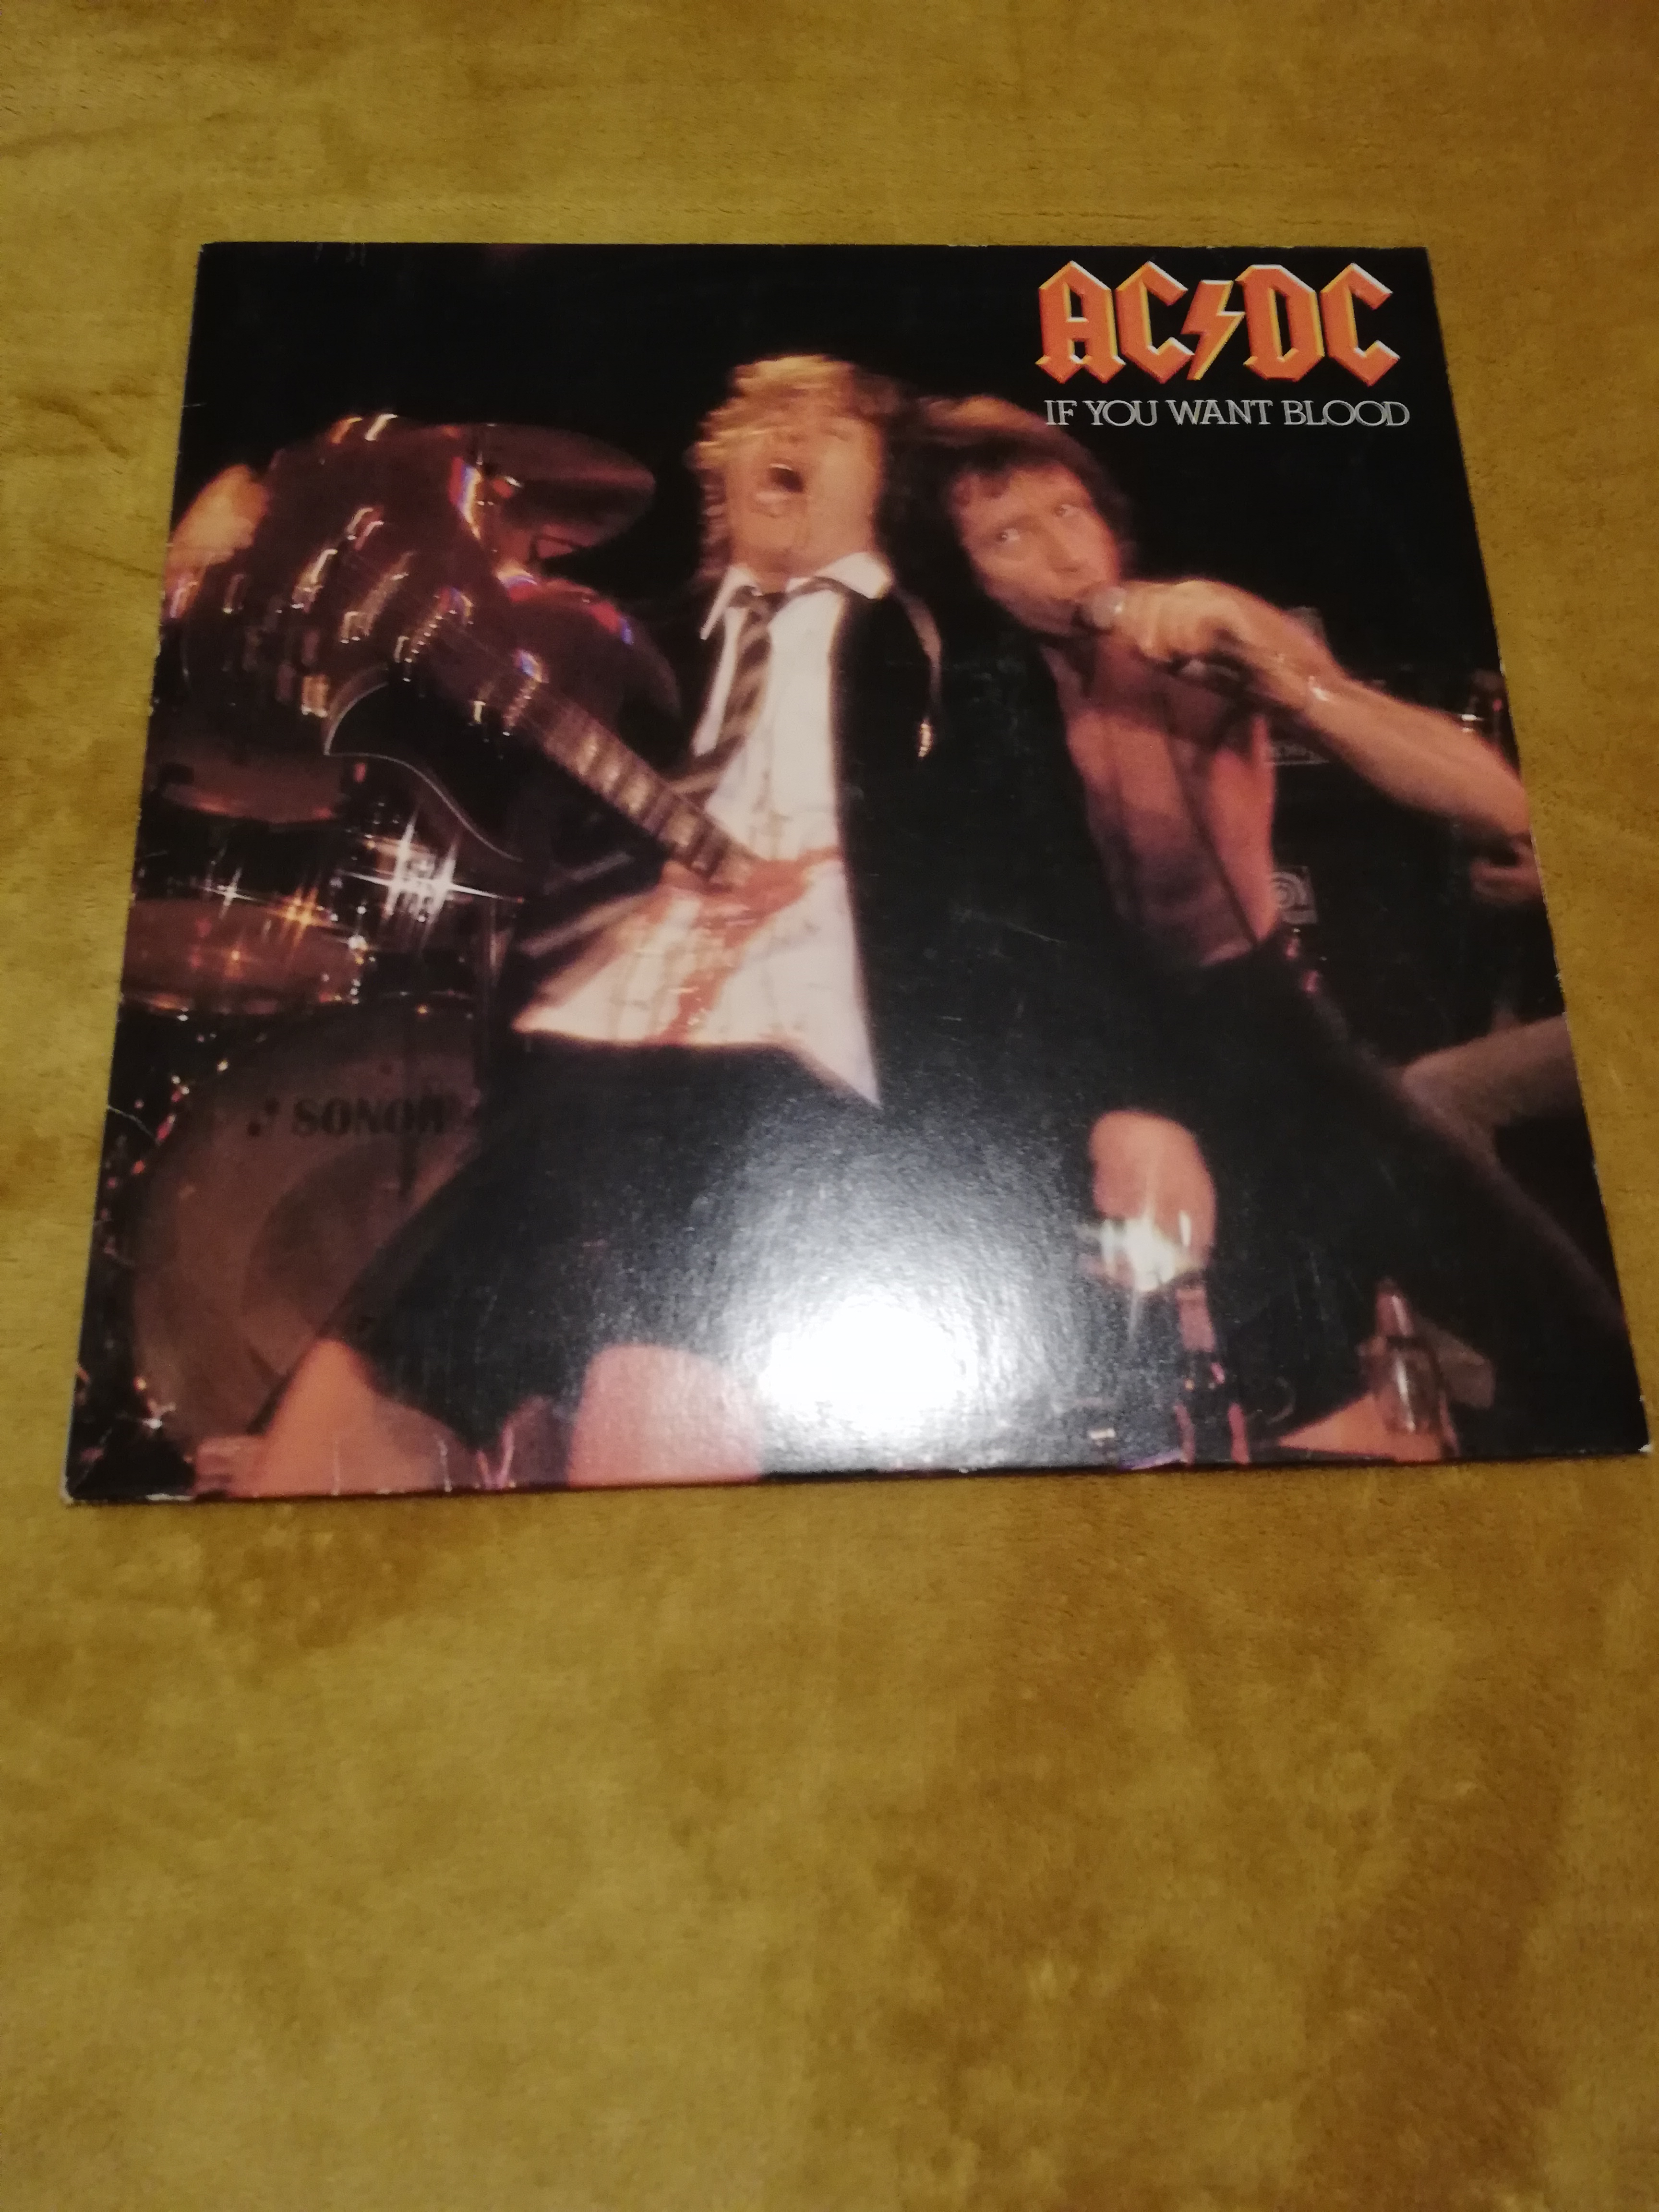 AC⚡DC
IF YOU WANT BLOOD
SONOR